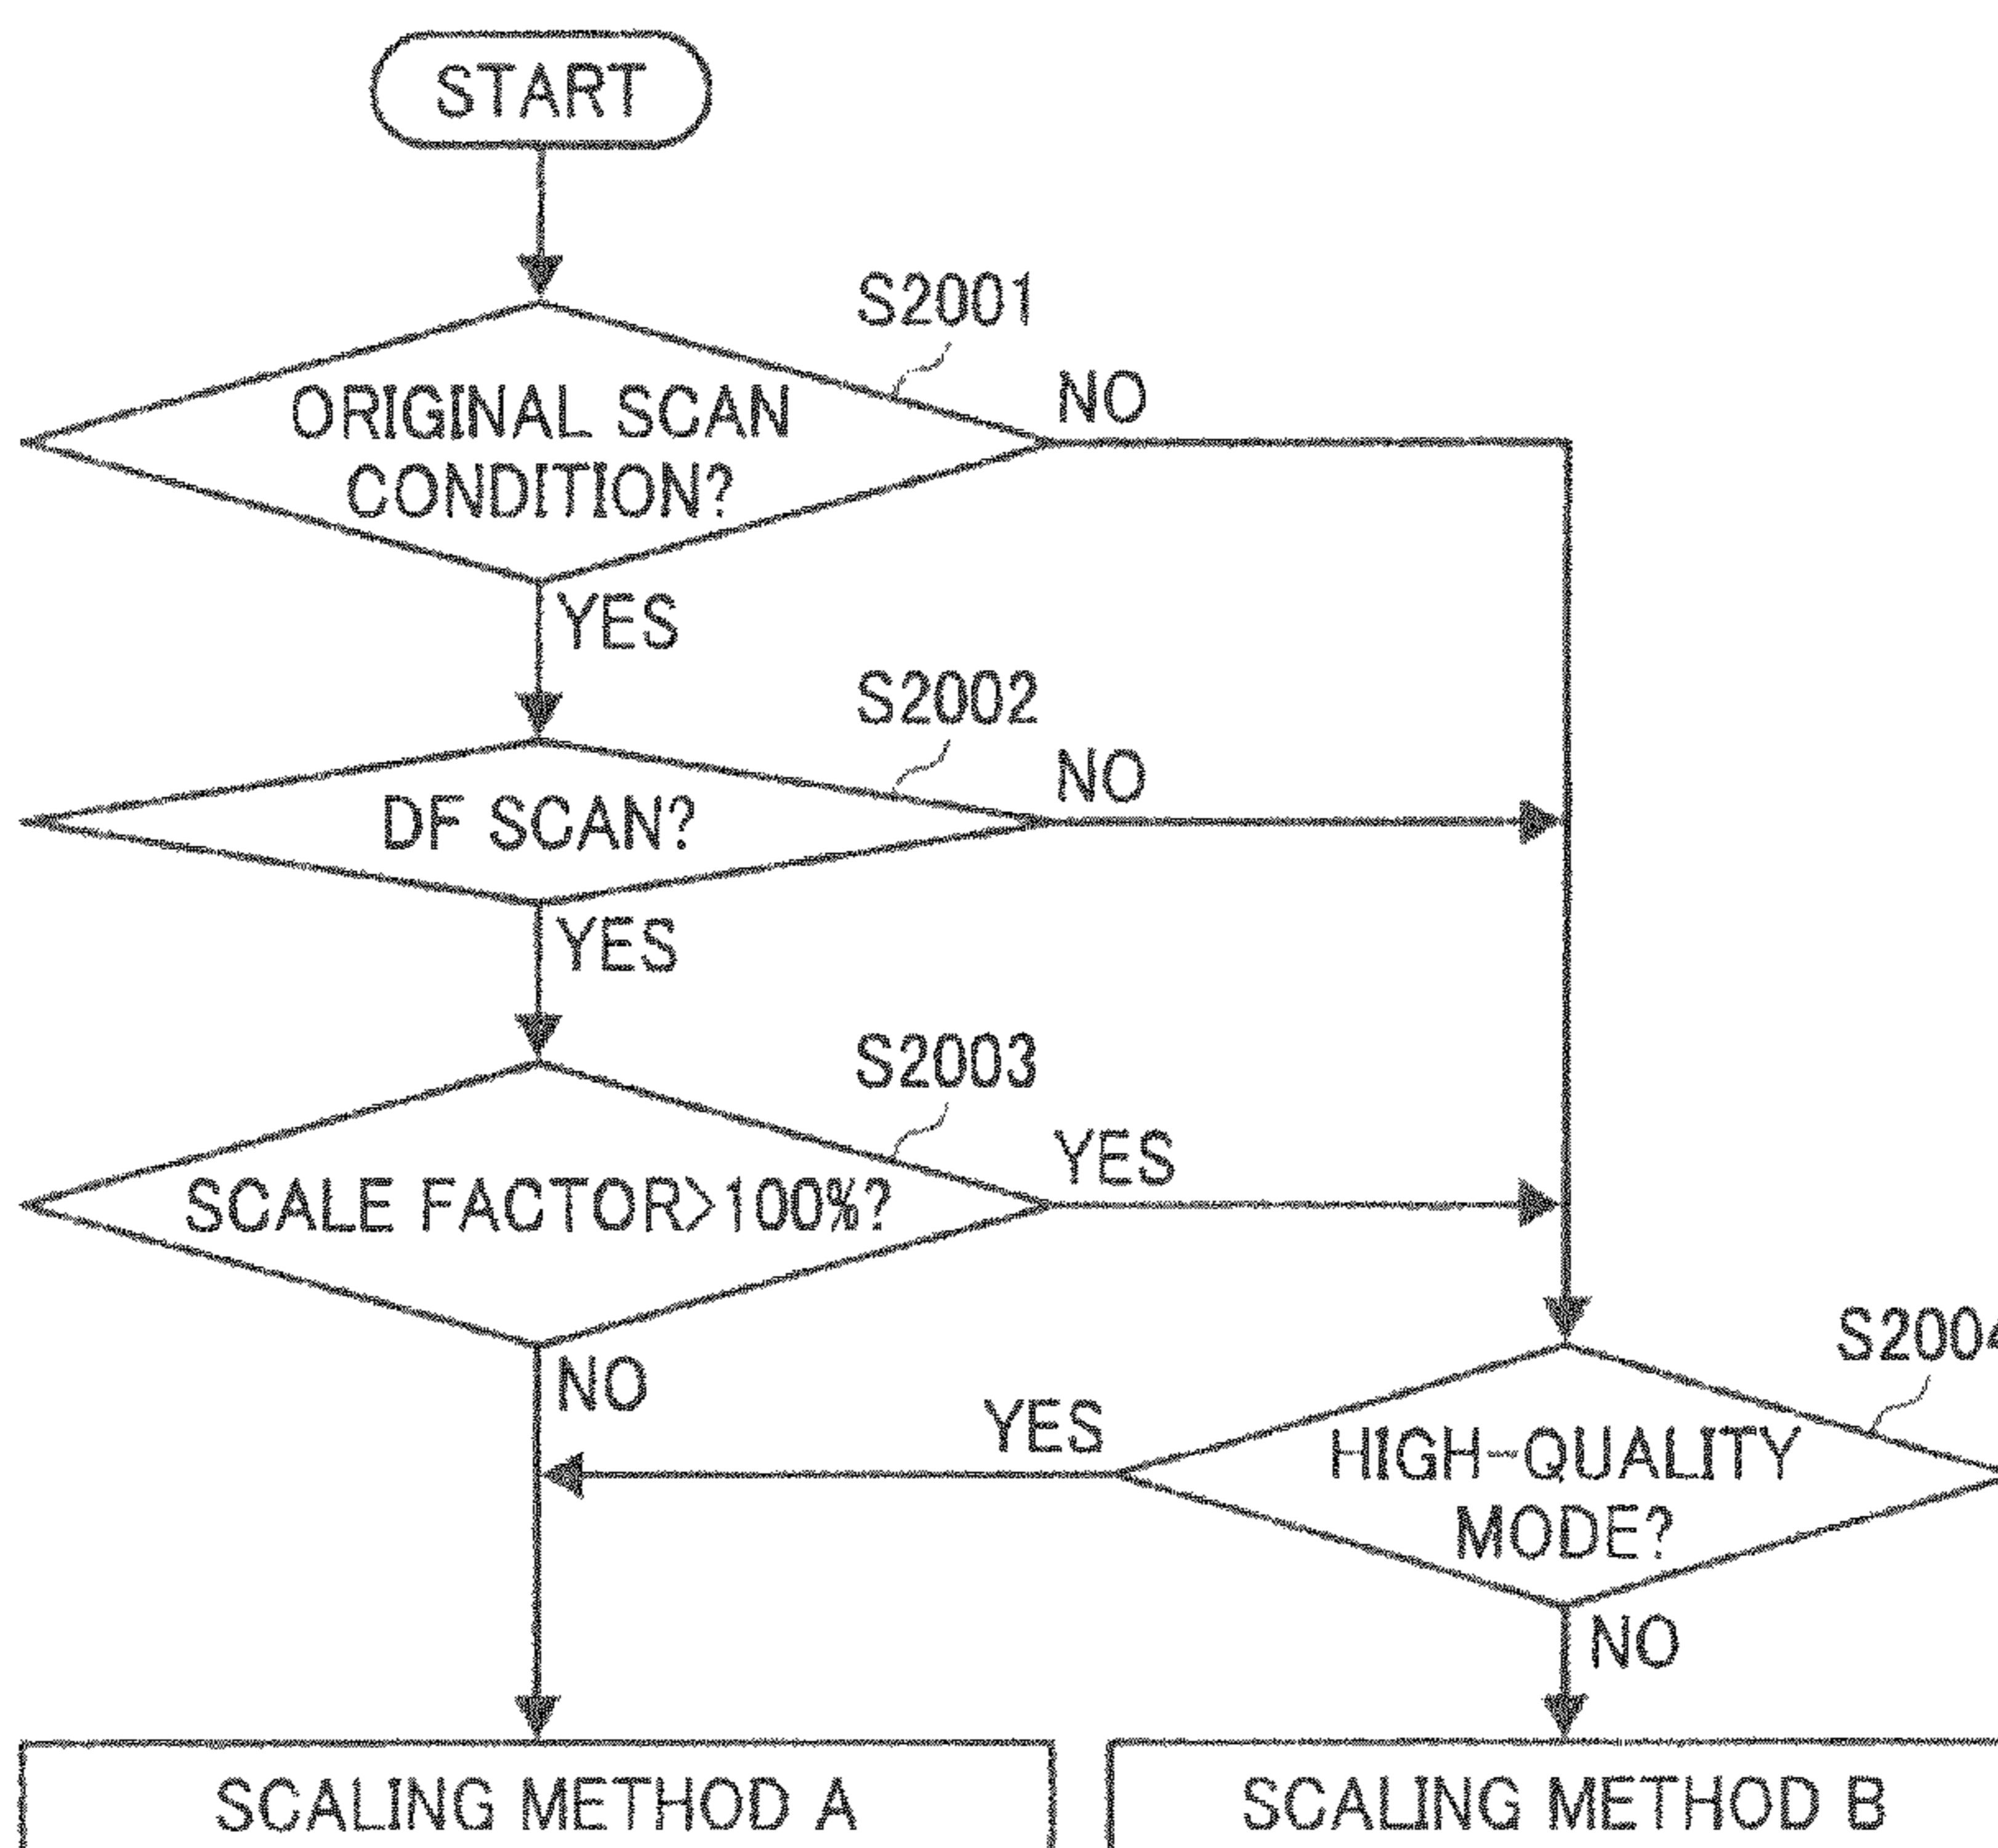 START
S2001
ORIGINAL SCAN
CONDITION?
NO
YES
S2002
DF SCAN?
NO
YES
S2003
SCALE FACTOR>100%?
YES
NO
S2004
HIGH-QUALITY
MODE?
YES
NO
SCALING METHOD A
SCALING METHOD B